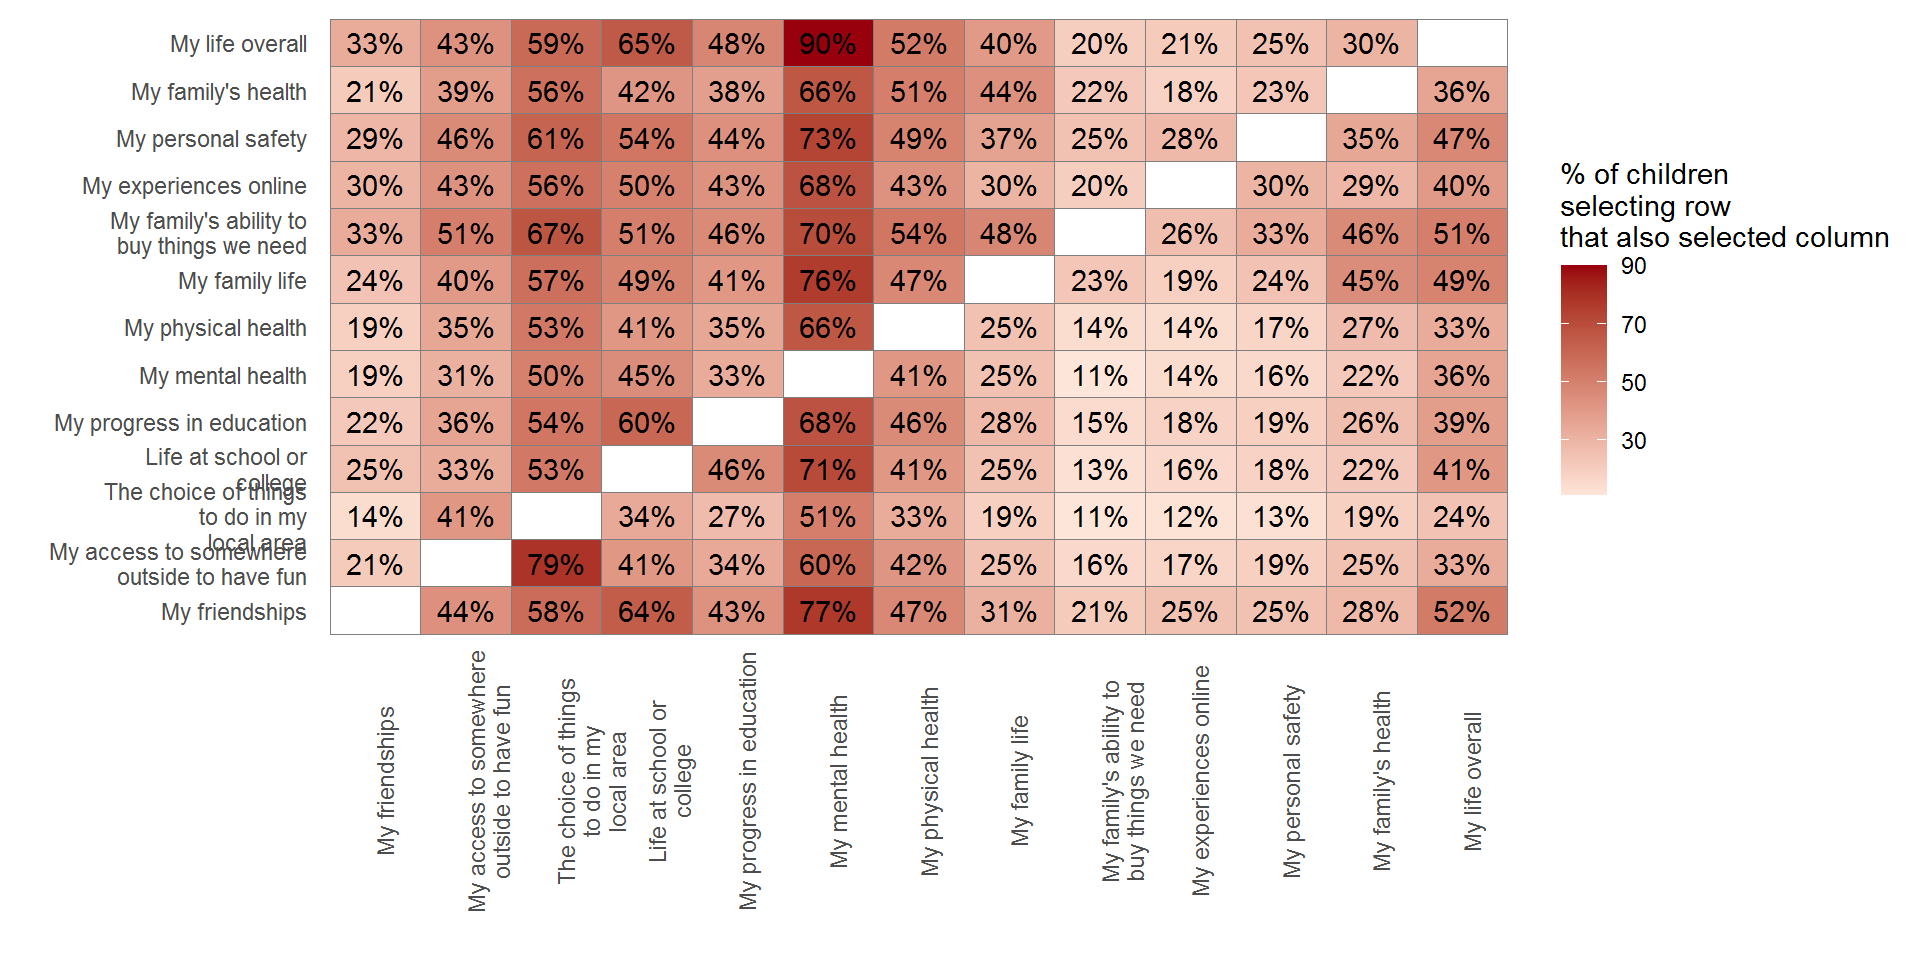 My life overall 33% 43% 59% 65% 48% 90% 52% 40% 20% 21% 25% 30%
My family's health 21% 39% 56% 42% 38% 66% 51% 44% 22% 18% 23% 36%
My personal safety 29% 46% 61% 54% 44% 73% 49% 37% 25% 28% 35% 47%
My experiences online 30% 43% 56% 50% 43% 68% 43% 30% 20% 30% 29% 40%
My family's ability to
buy things we need
33% 51% 67% 51% 46% 70% 54% 48% 26% 33% 46% 51%
My family life 24% 40% 57% 49% 41% 76% 47% 23% 19% 24% 45% 49%
My physical health 19% 35% 53% 41% 35% 66% 25% 14% 14% 17% 27% 33%
My mental health 19% 31% 50% 45% 33% 41% 25% 11% 14% 16% 22% 36%
My progress in education 22% 36% 54% 60% 68% 46% 28% 15% 18% 19% 26% 39%
Life at school or
college
25% 33% 53% 46% 71% 41% 25% 13% 16% 18% 22% 41%
The choice of things
to do in my
local area
14% 41% 34% 27% 51% 33% 19% 11% 12% 13% 19% 24%
My access to somewhere
outside to have fun
21% 79% 41% 34% 60% 42% 25% 16% 17% 19% 25% 33%
My friendships 44% 58% 64% 43% 77% 47% 31% 21% 25% 25% 28% 52%
My friendships
My access to somewhere
outside to have fun
The choice of things
to do in my
local area
Life at school or
college
My progress in education
My mental health
My physical health
My family life
My family's ability to
buy things we need
My experiences online
My personal safety
My family's health
My life overall
% of children
selecting row
that also selected column
90
70
50
30